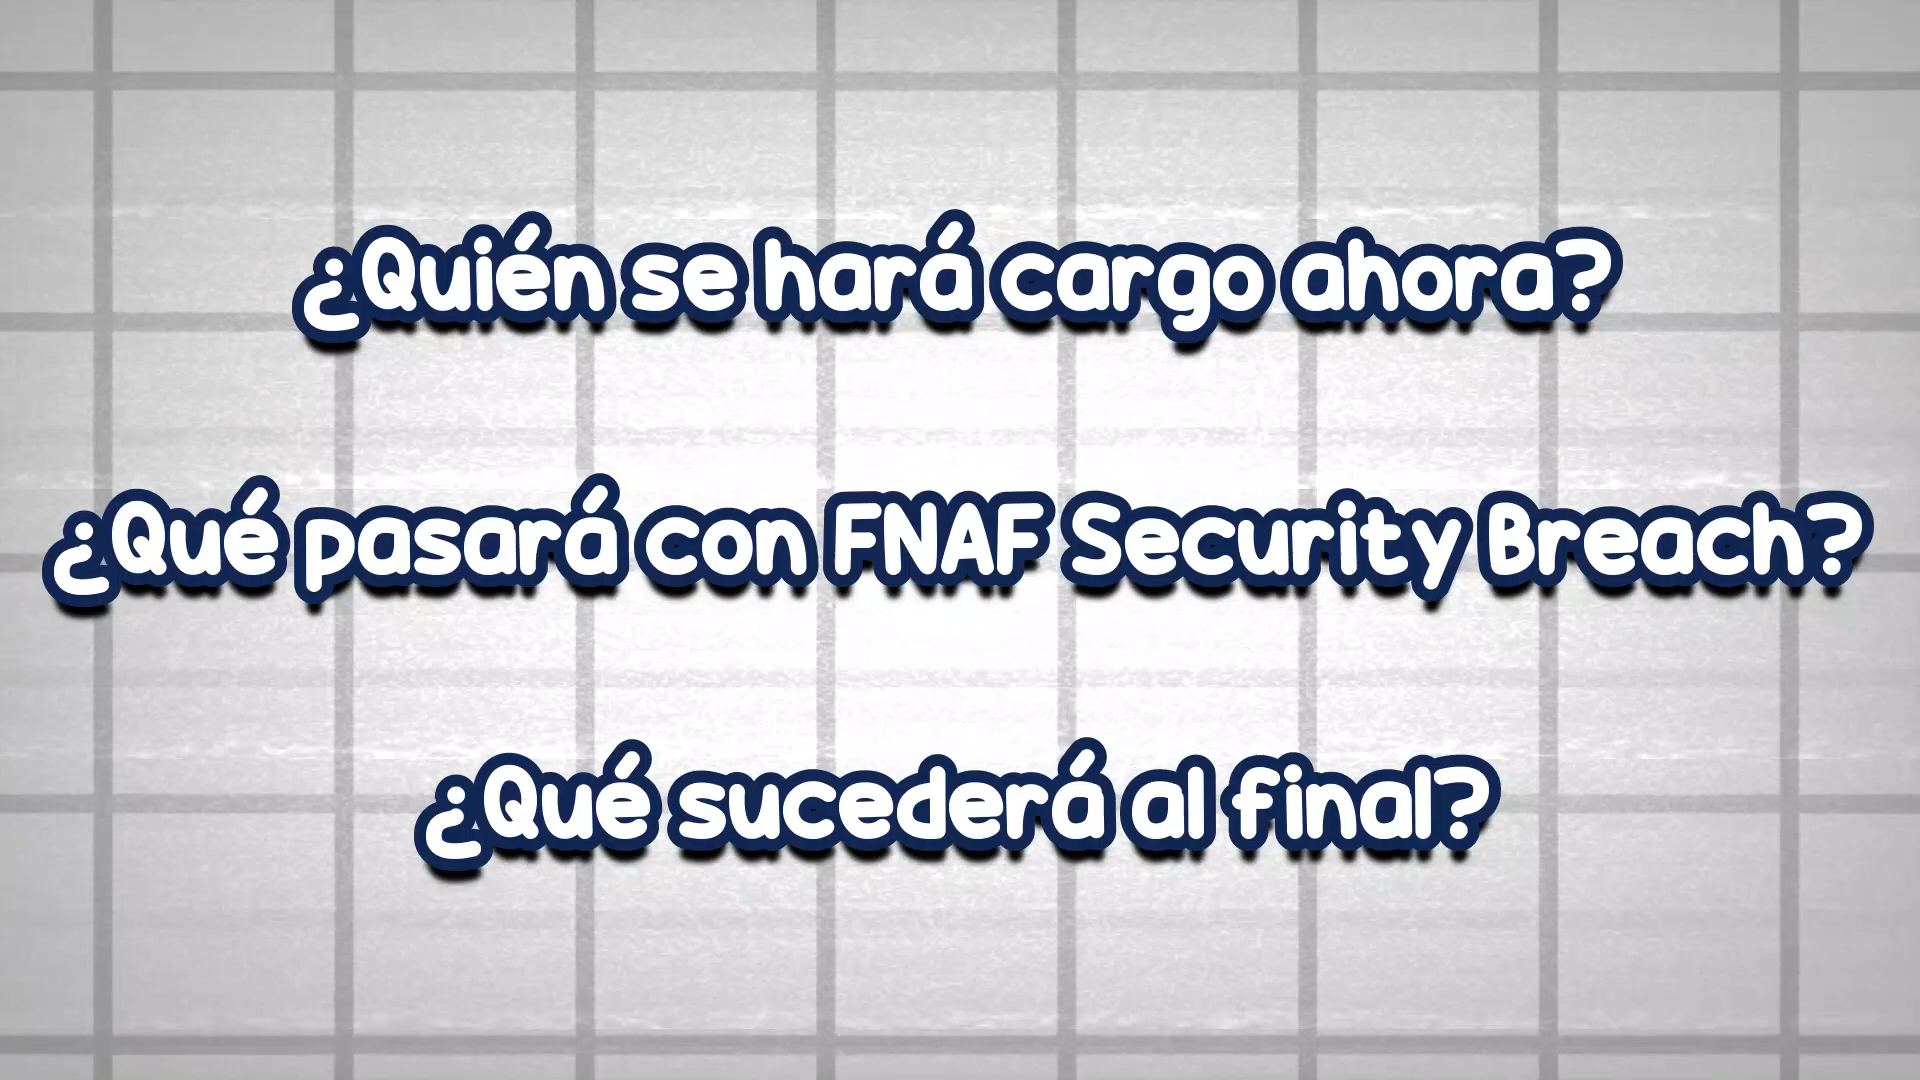 ¿Quién se hará cargo ahora?
¿Qué pasará con FNAF Security Breach?
¿Qué sucederá al final?